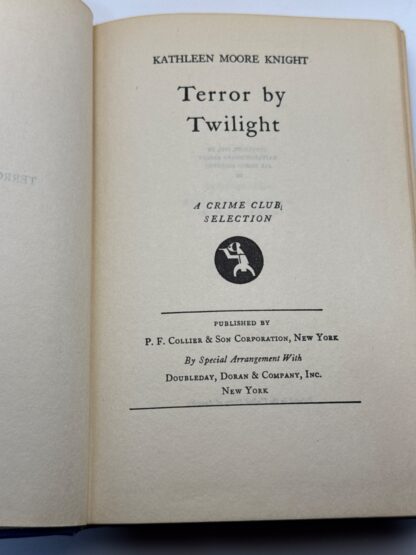 KATHLEEN MOORE KNIGHT
Terror by
Twilight
A CRIME CLUB
SELECTION
PUBLISHED BY
P. F. COLLIER & SON CORPORATION, NEW YORK
By Special Arrangement With
DOUBLEDAY, DORAN & COMPANY, INC.
NEW YORK